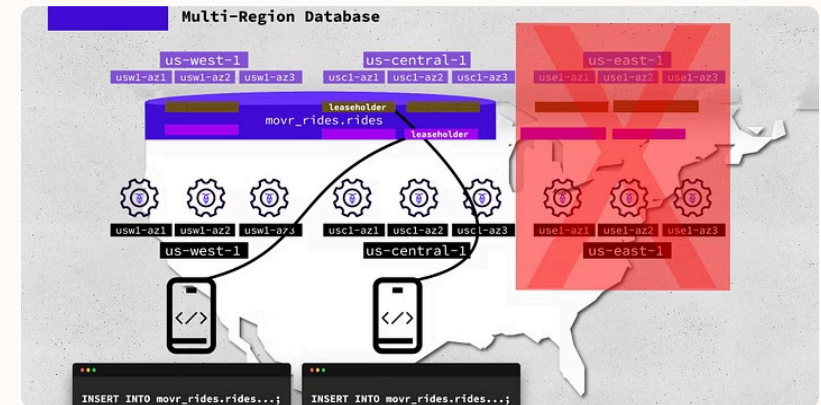 Multi-Region Database
us-west-1 us-central-1 us-east-1
usw1-az1 usw1-az2 usw1-az3 usc1-az1 usc1-az2 usc1-az3 use1-az1 use1-az2 use1-az3
leaseholder
movr_rides.rides
leaseholder
usw1-az1 usw1-az2 usw1-az3 usc1-az1 usc1-az2 usc1-az3 use1-az1 use1-az2 use1-az3
us-west-1 us-central-1 us-east-1
</>
</>
INSERT INTO movr_rides.rides...; INSERT INTO movr_rides.rides...;